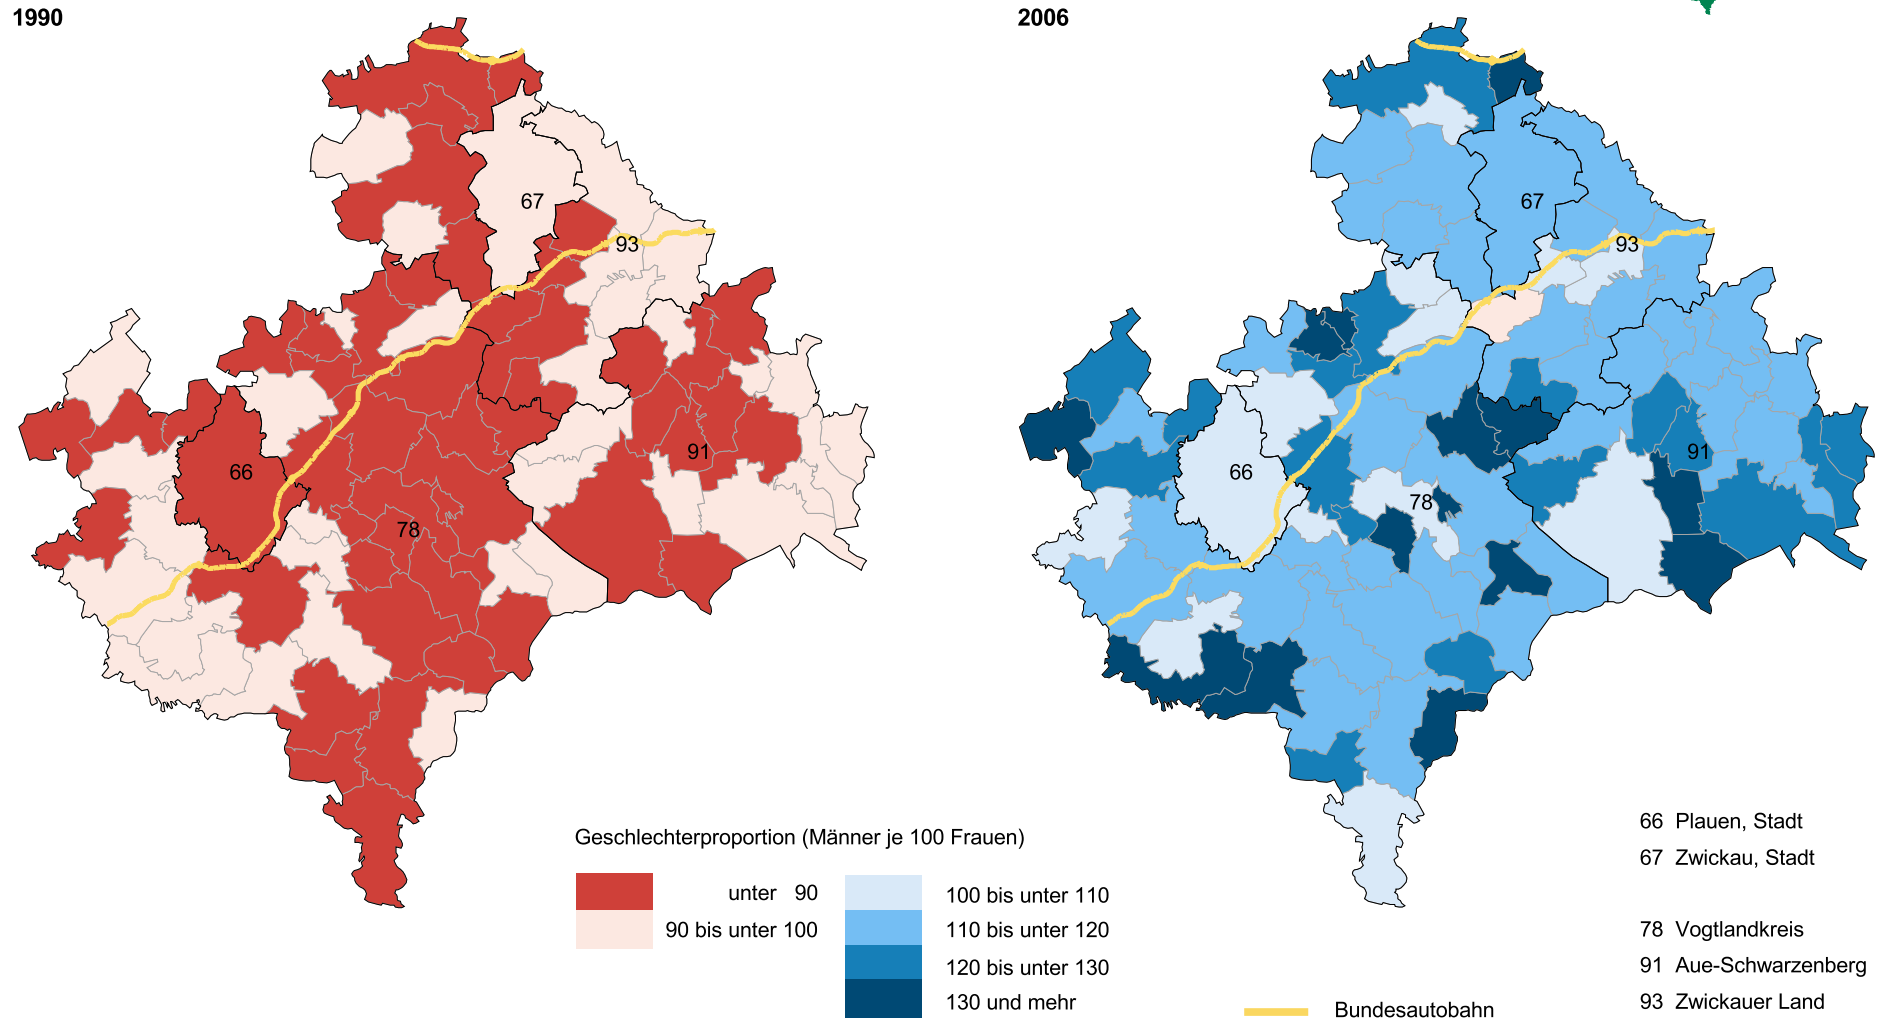 1990
2006
67
93
66
91
78
67
93
66
91
78
Geschlechterproportion (Männer je 100 Frauen)
unter 90
90 bis unter 100
100 bis unter 110
110 bis unter 120
120 bis unter 130
130 und mehr
Bundesautobahn
66 Plauen, Stadt
67 Zwickau, Stadt
78 Vogtlandkreis
91 Aue-Schwarzenberg
93 Zwickauer Land